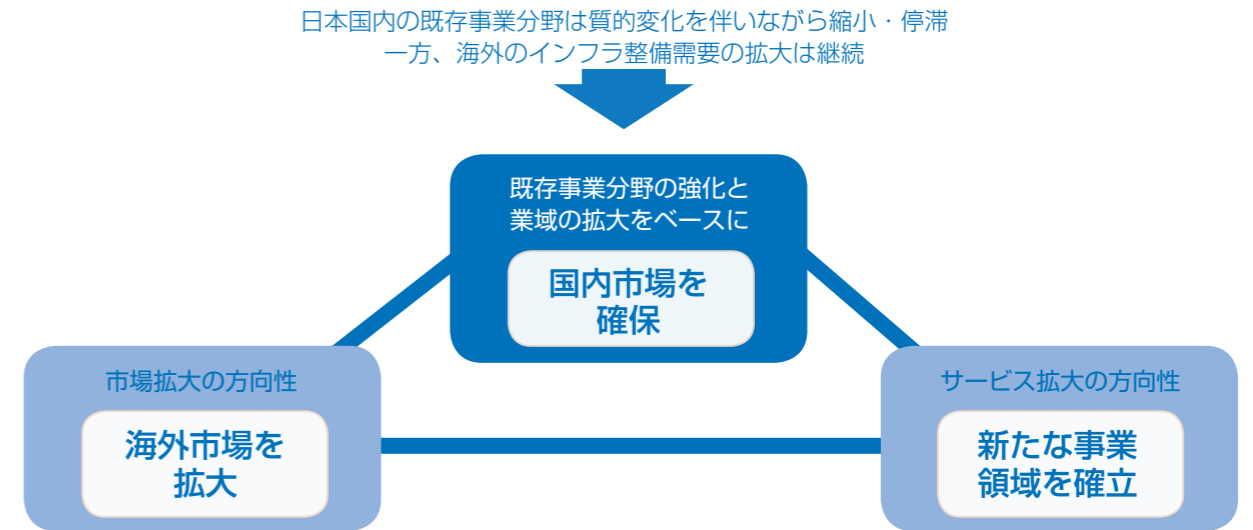 日本国内の既存事業分野は質的変化を伴いながら縮小・停滞
一方、海外のインフラ整備需要の拡大は継続
既存事業分野の強化と
業域の拡大をベースに
国内市場を
確保
市場拡大の方向性
海外市場を
拡大
サービス拡大の方向性
新たな事業
領域を確立